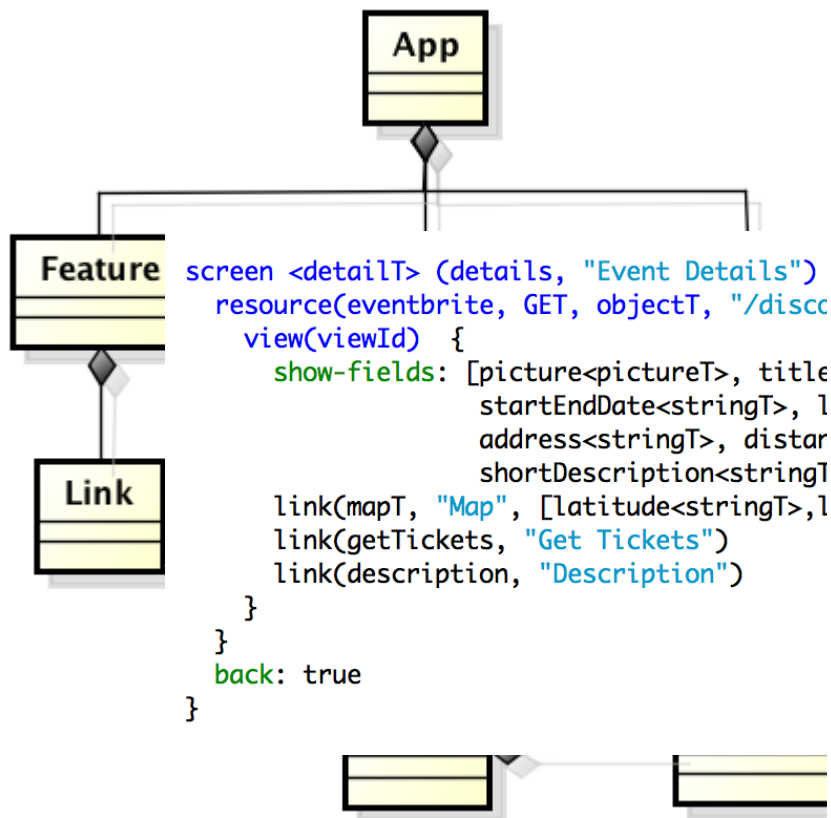 App
Feature
Link
screen <detailT> (details, "Event Details")
resource(eventbrite, GET, objectT, "/disco
view(viewId) {
show-fields: [picture<pictureT>, title
startEndDate<stringT>, l
address<stringT>, distan
shortDescription<stringT
link(mapT, "Map", [latitude<stringT>,l
link(getTickets, "Get Tickets")
link(description, "Description")
}
}
back: true
}